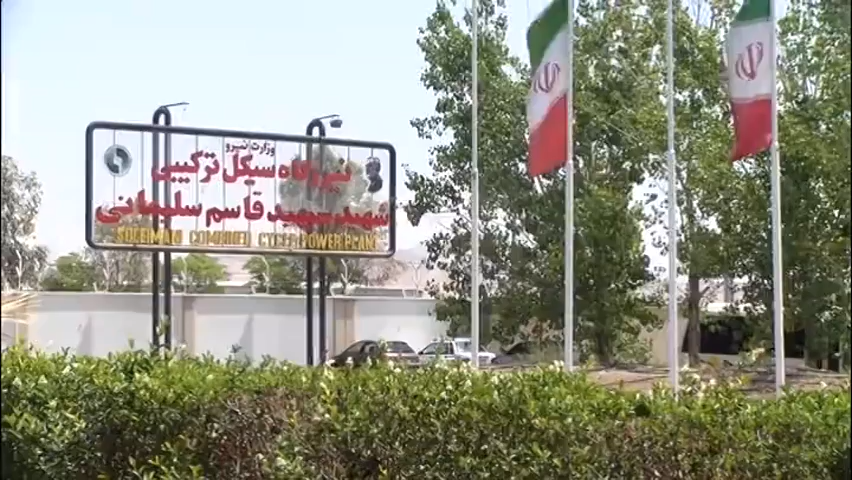 وزارت نیرو
نیروگاه سیکل ترکیبی
شهید سپهبد قاسم سلیمانی
SOLEIMANI COMBINED CYCLE POWER PLANT